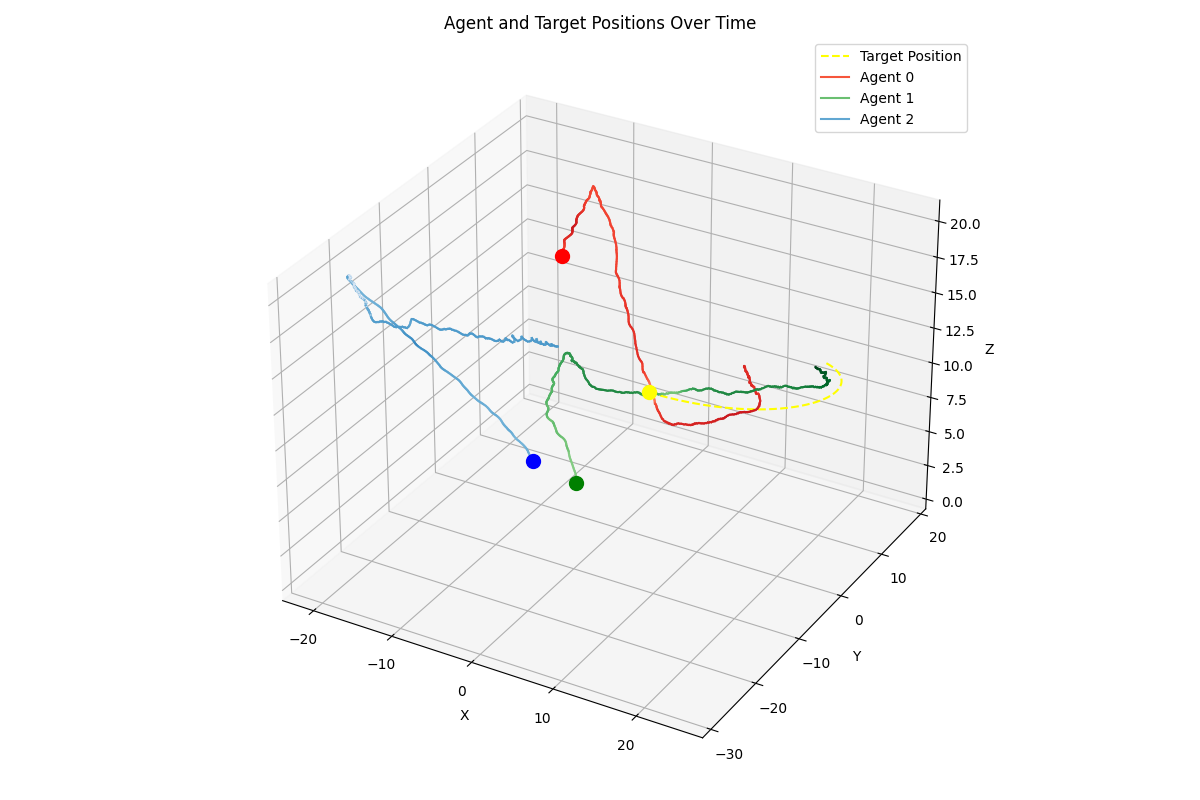 Agent and Target Positions Over Time
Target Position
Agent 0
Agent 1
Agent 2
20.0
17.5
15.0
12.5
10.0
7.5
5.0
2.5
0.0
Z
20
10
0
−10
−20
−30
Y
−20
−10
0
10
20
X